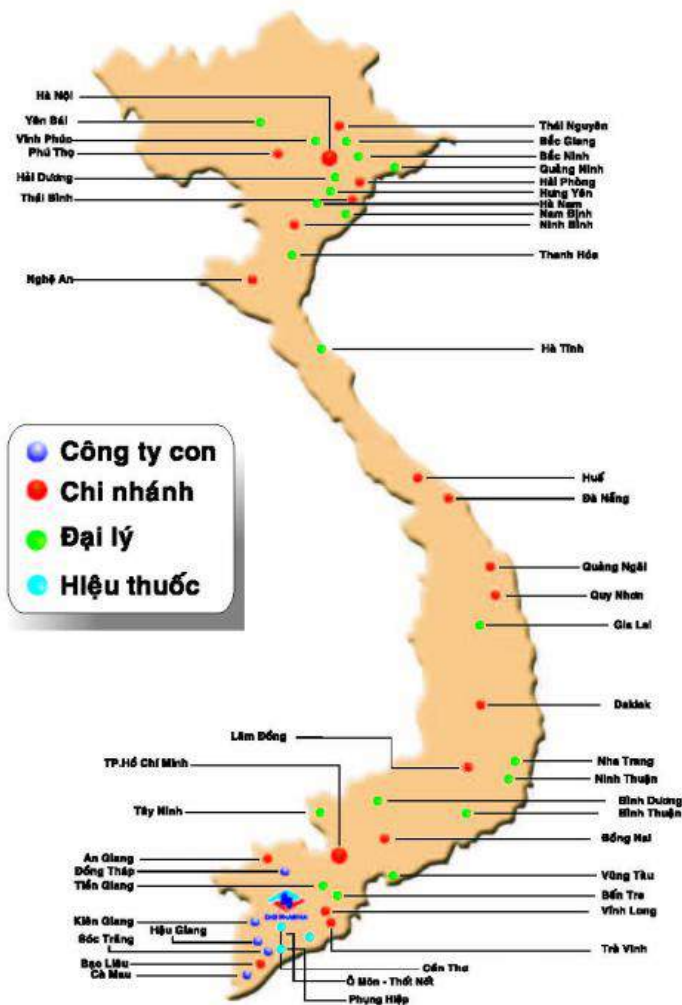 Hà Nội
Yên Bái
Thái Nguyên
Vĩnh Phúc
Bắc Giang
Phú Thọ
Bắc Ninh
Quảng Ninh
Hải Dương
Hải Phòng
Hưng Yên
Thái Bình
Hà Nam
Nam Định
Ninh Bình
Thanh Hóa
Nghệ An
Hà Tĩnh
Công ty con
Chi nhánh
Đại lý
Hiệu thuốc
Huế
Đà Nẵng
Quảng Ngãi
Quy Nhơn
Gia Lai
Daklak
Lâm Đồng
TP.Hồ Chí Minh
Nha Trang
Ninh Thuận
Bình Dương
Tây Ninh
Bình Thuận
Đồng Nai
An Giang
Đồng Tháp
Vũng Tàu
Tiền Giang
Bến Tre
DHG PHARMA
Vĩnh Long
Kiên Giang
Hậu Giang
Sóc Trăng
Trà Vinh
Bạc Liêu
Cần Thơ
Cà Mau
Ô Môn - Thốt Nốt
Phụng Hiệp